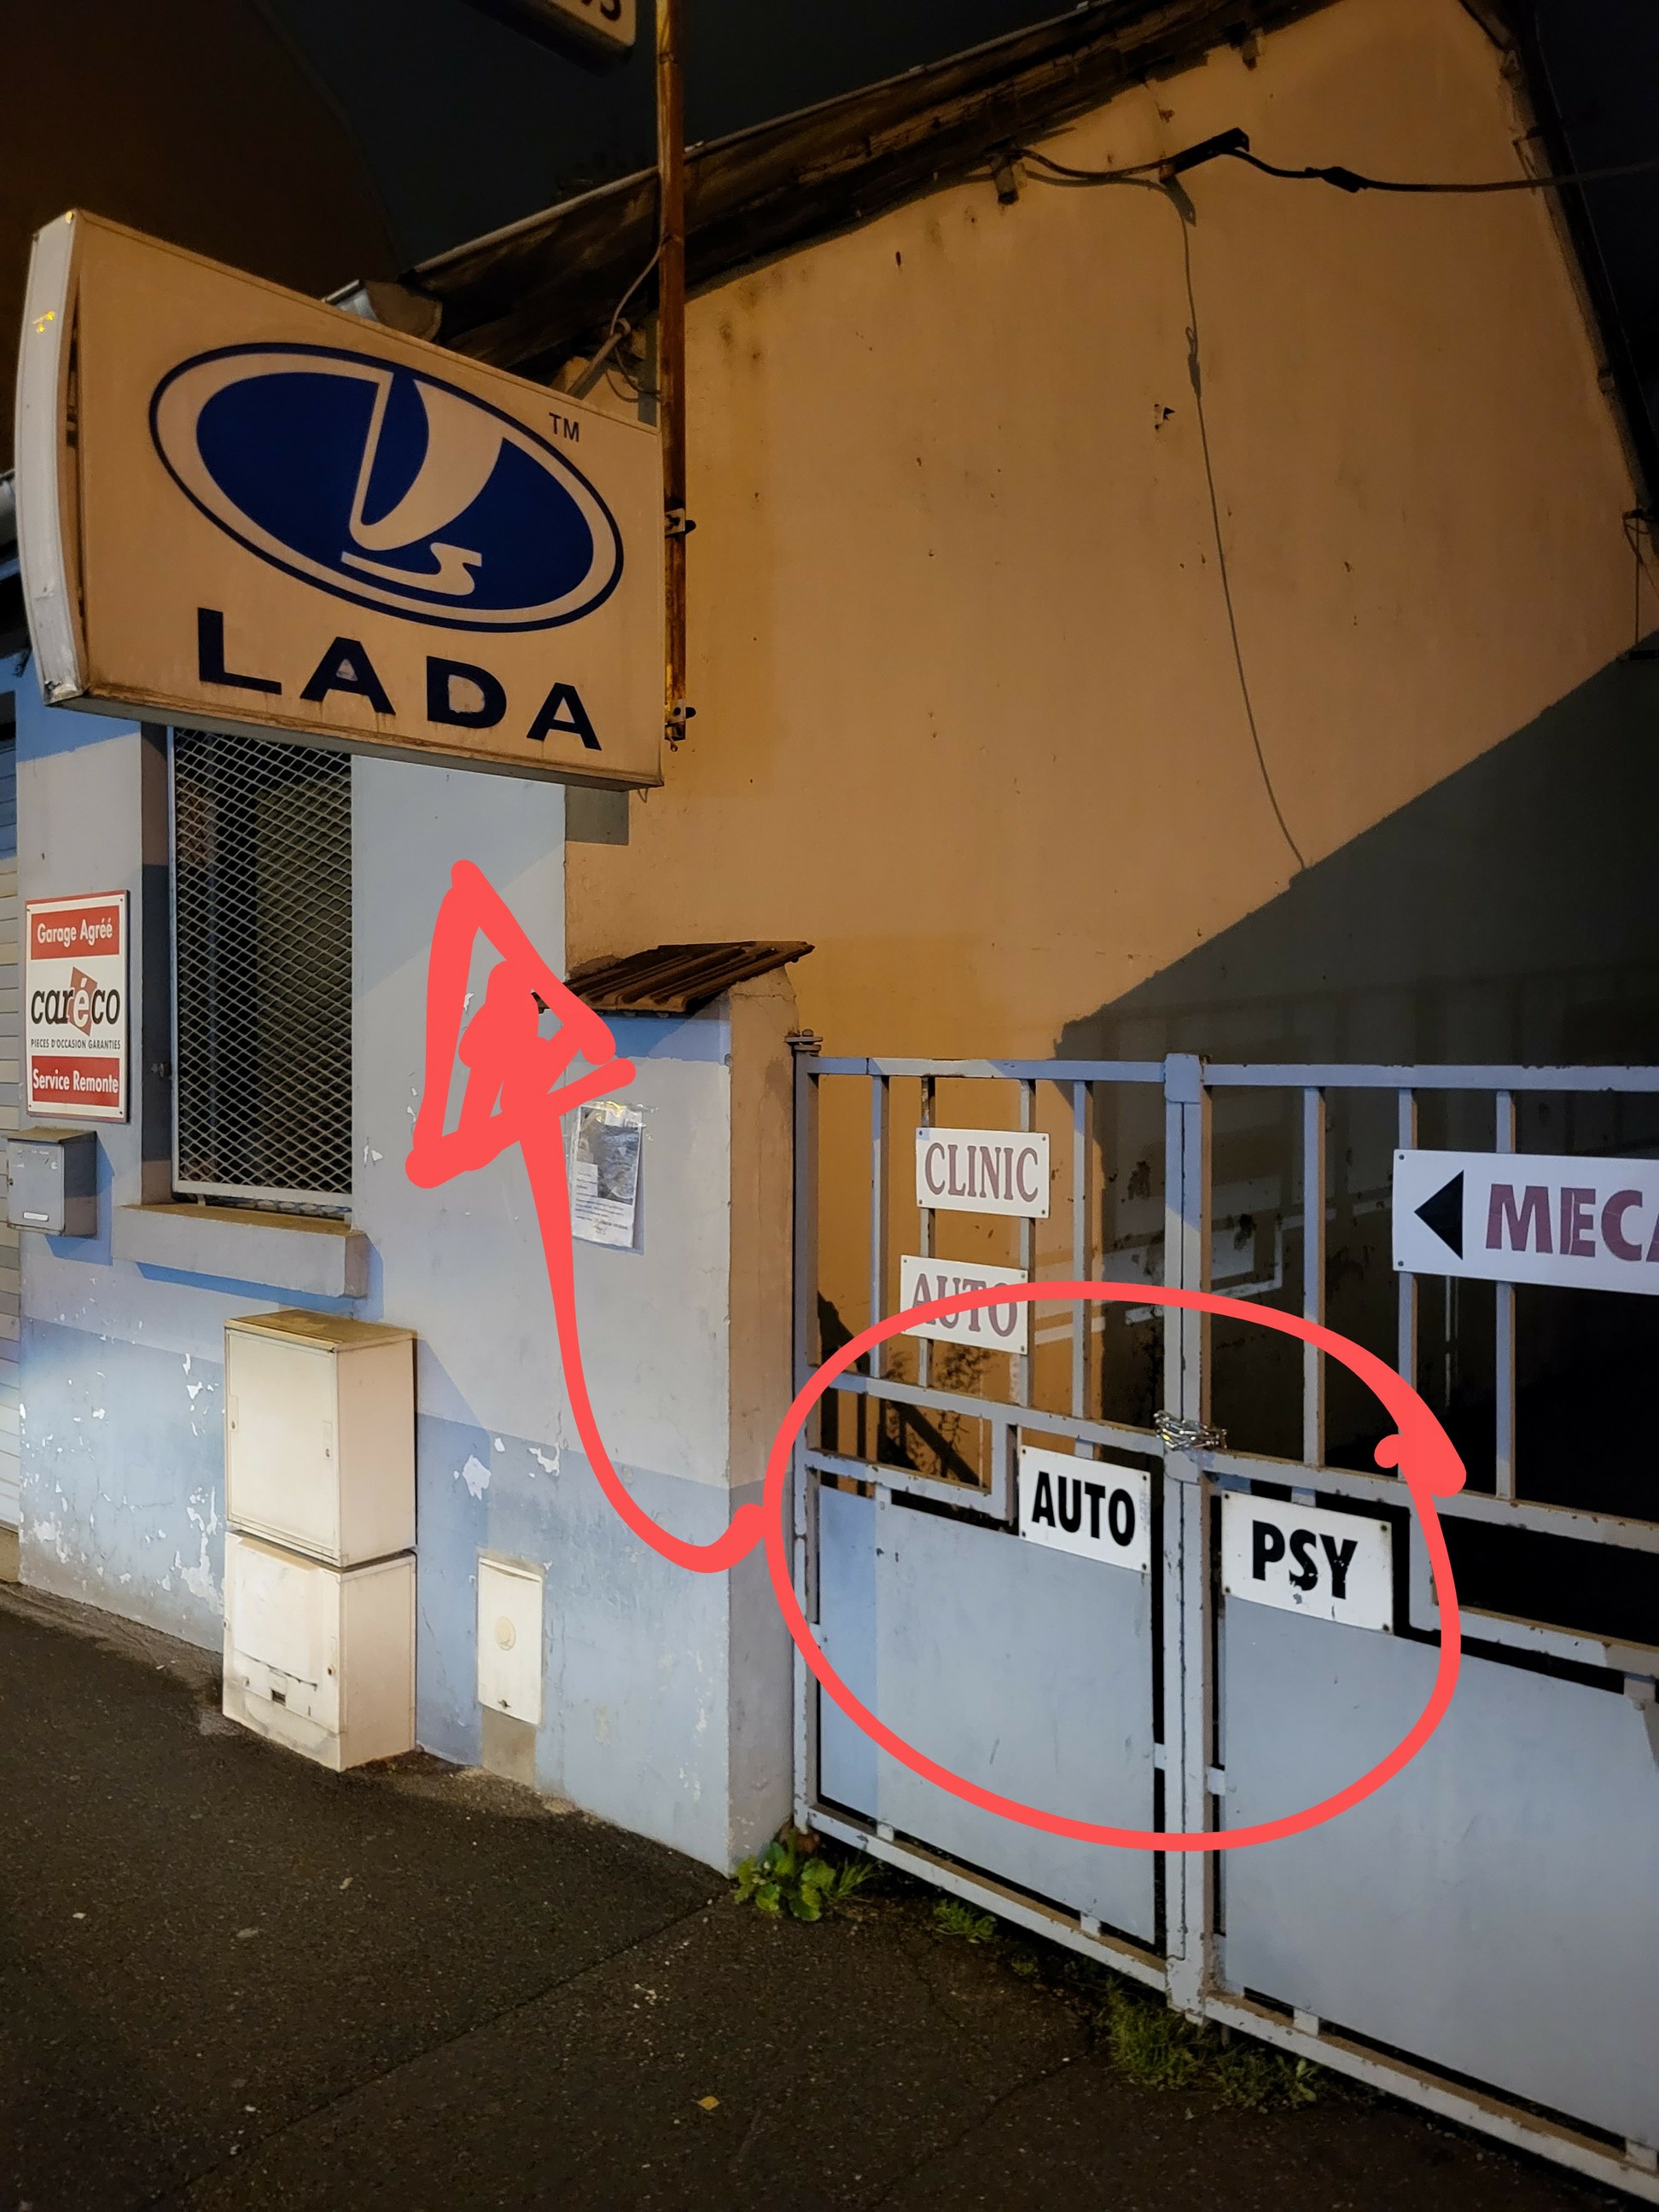 TM
LADA
Garage Agréé
caréco
PIECES D'OCCASION GARANTIES
Service Remonte
CLINIC
AUTO
MECA
AUTO
PSY